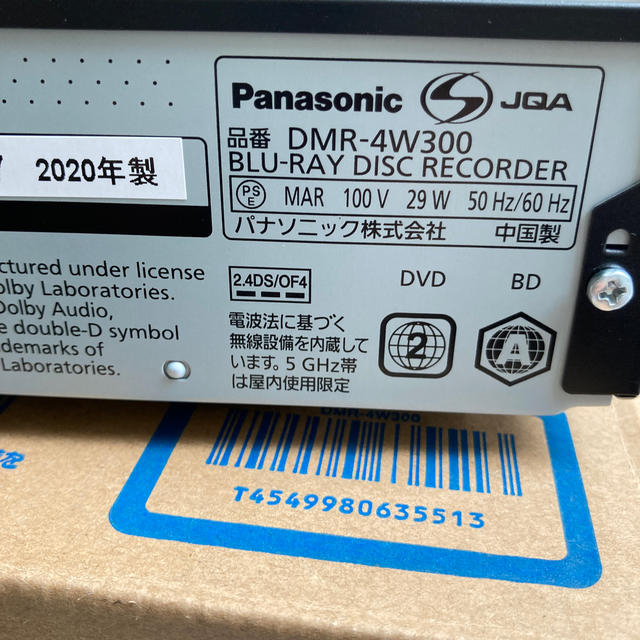 2020年製
Panasonic JQA
品番 DMR-4W300
BLU-RAY DISC RECORDER
PS E MAR 100 V 29 W 50 Hz/60 Hz
パナソニック株式会社 中国製
ctured under license
olby Laboratories.
Dolby Audio,
e double-D symbol
demarks of
Laboratories.
2.4DS/OF4
電波法に基づく
無線設備を内蔵して
います。5 GHz帯
は屋内使用限定
DVD
2
BD
A
DMR-4W300
T4549980635513